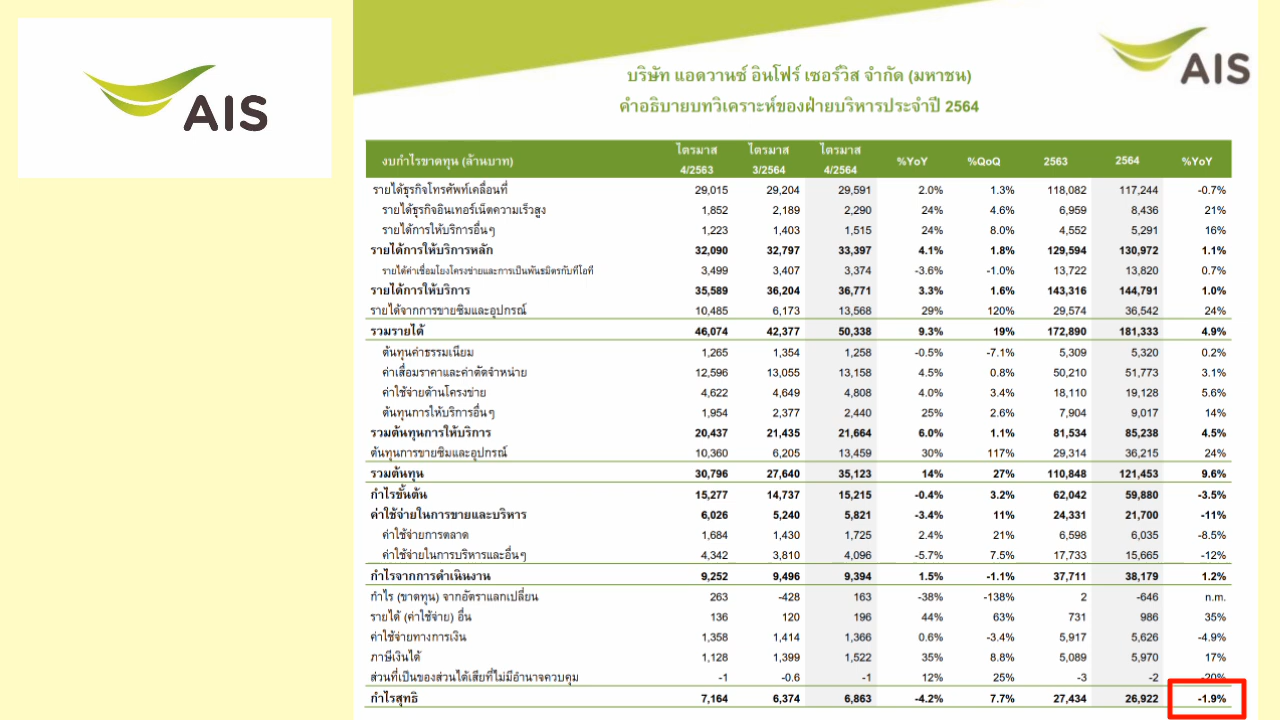 AIS
AIS
บริษัท แอดวานซ์ อินโฟร์ เซอร์วิส จำกัด (มหาชน)
คำอธิบายบทวิเคราะห์ของฝ่ายบริหารประจำปี 2564
งบกำไรขาดทุน (ล้านบาท) ไตรมาส 4/2563 ไตรมาส 3/2564 ไตรมาส 4/2564 %YoY %QoQ 2563 2564 %YoY
รายได้ธุรกิจโทรศัพท์เคลื่อนที่ 29,015 29,204 29,591 2.0% 1.3% 118,082 117,244 -0.7%
รายได้ธุรกิจอินเทอร์เน็ตความเร็วสูง 1,852 2,189 2,290 24% 4.6% 6,959 8,436 21%
รายได้การให้บริการอื่นๆ 1,223 1,403 1,515 24% 8.0% 4,552 5,291 16%
รายได้การให้บริการหลัก 32,090 32,797 33,397 4.1% 1.8% 129,594 130,972 1.1%
รายได้ค่าเชื่อมโยงโครงข่ายและการเป็นพันธมิตรกับทีโอที 3,499 3,407 3,374 -3.6% -1.0% 13,722 13,820 0.7%
รายได้การให้บริการ 35,589 36,204 36,771 3.3% 1.6% 143,316 144,791 1.0%
รายได้จากการขายซิมและอุปกรณ์ 10,485 6,173 13,568 29% 120% 29,574 36,542 24%
รวมรายได้ 46,074 42,377 50,338 9.3% 19% 172,890 181,333 4.9%
ต้นทุนค่าธรรมเนียม 1,265 1,354 1,258 -0.5% -7.1% 5,309 5,320 0.2%
ค่าเสื่อมราคาและค่าตัดจำหน่าย 12,596 13,055 13,158 4.5% 0.8% 50,210 51,773 3.1%
ค่าใช้จ่ายด้านโครงข่าย 4,622 4,649 4,808 4.0% 3.4% 18,110 19,128 5.6%
ต้นทุนการให้บริการอื่นๆ 1,954 2,377 2,440 25% 2.6% 7,904 9,017 14%
รวมต้นทุนการให้บริการ 20,437 21,435 21,664 6.0% 1.1% 81,534 85,238 4.5%
ต้นทุนการขายซิมและอุปกรณ์ 10,360 6,205 13,459 30% 117% 29,314 36,215 24%
รวมต้นทุน 30,796 27,640 35,123 14% 27% 110,848 121,453 9.6%
กำไรขั้นต้น 15,277 14,737 15,215 -0.4% 3.2% 62,042 59,880 -3.5%
ค่าใช้จ่ายในการขายและบริหาร 6,026 5,240 5,821 -3.4% 11% 24,331 21,700 -11%
ค่าใช้จ่ายการตลาด 1,684 1,430 1,725 2.4% 21% 6,598 6,035 -8.5%
ค่าใช้จ่ายในการบริหารและอื่นๆ 4,342 3,810 4,096 -5.7% 7.5% 17,733 15,665 -12%
กำไรจากการดำเนินงาน 9,252 9,496 9,394 1.5% -1.1% 37,711 38,179 1.2%
กำไร (ขาดทุน) จากอัตราแลกเปลี่ยน 263 -428 163 -38% -138% 2 -646 n.m.
รายได้ (ค่าใช้จ่าย) อื่น 136 120 196 44% 63% 731 986 35%
ค่าใช้จ่ายทางการเงิน 1,358 1,414 1,366 0.6% -3.4% 5,917 5,626 -4.9%
ภาษีเงินได้ 1,128 1,399 1,522 35% 8.8% 5,089 5,970 17%
ส่วนที่เป็นของส่วนได้เสียที่ไม่มีอำนาจควบคุม -1 -0.6 -1 12% 25% -3 -2 -20%
กำไรสุทธิ 7,164 6,374 6,863 -4.2% 7.7% 27,434 26,922 -1.9%